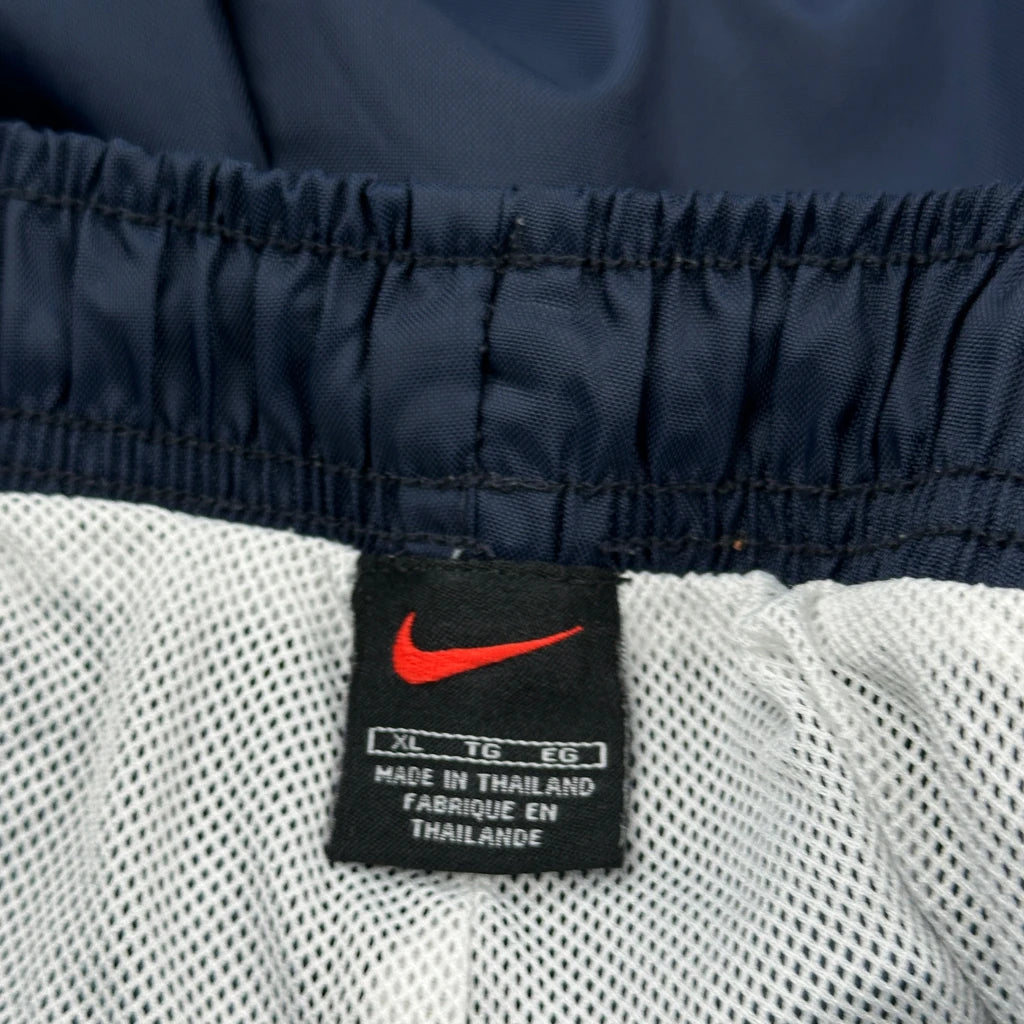 XL TG EG
MADE IN THAILAND
FABRIQUE EN
THAILANDE